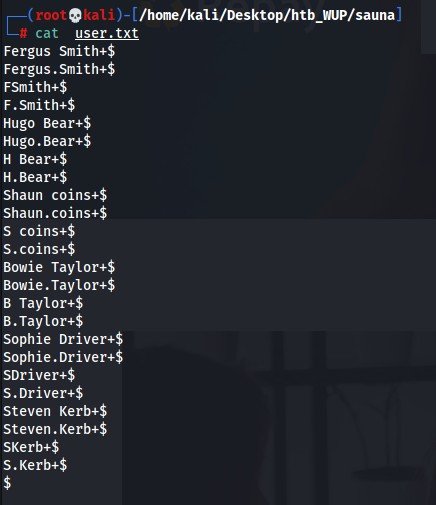 ┌──(root💀kali)-[/home/kali/Desktop/htb_WUP/sauna]
└─# cat  user.txt
Fergus Smith+$
Fergus.Smith+$
FSmith+$
F.Smith+$
Hugo Bear+$
Hugo.Bear+$
H Bear+$
H.Bear+$
Shaun coins+$
Shaun.coins+$
S coins+$
S.coins+$
Bowie Taylor+$
Bowie.Taylor+$
B Taylor+$
B.Taylor+$
Sophie Driver+$
Sophie.Driver+$
SDriver+$
S.Driver+$
Steven Kerb+$
Steven.Kerb+$
SKerb+$
S.Kerb+$
$